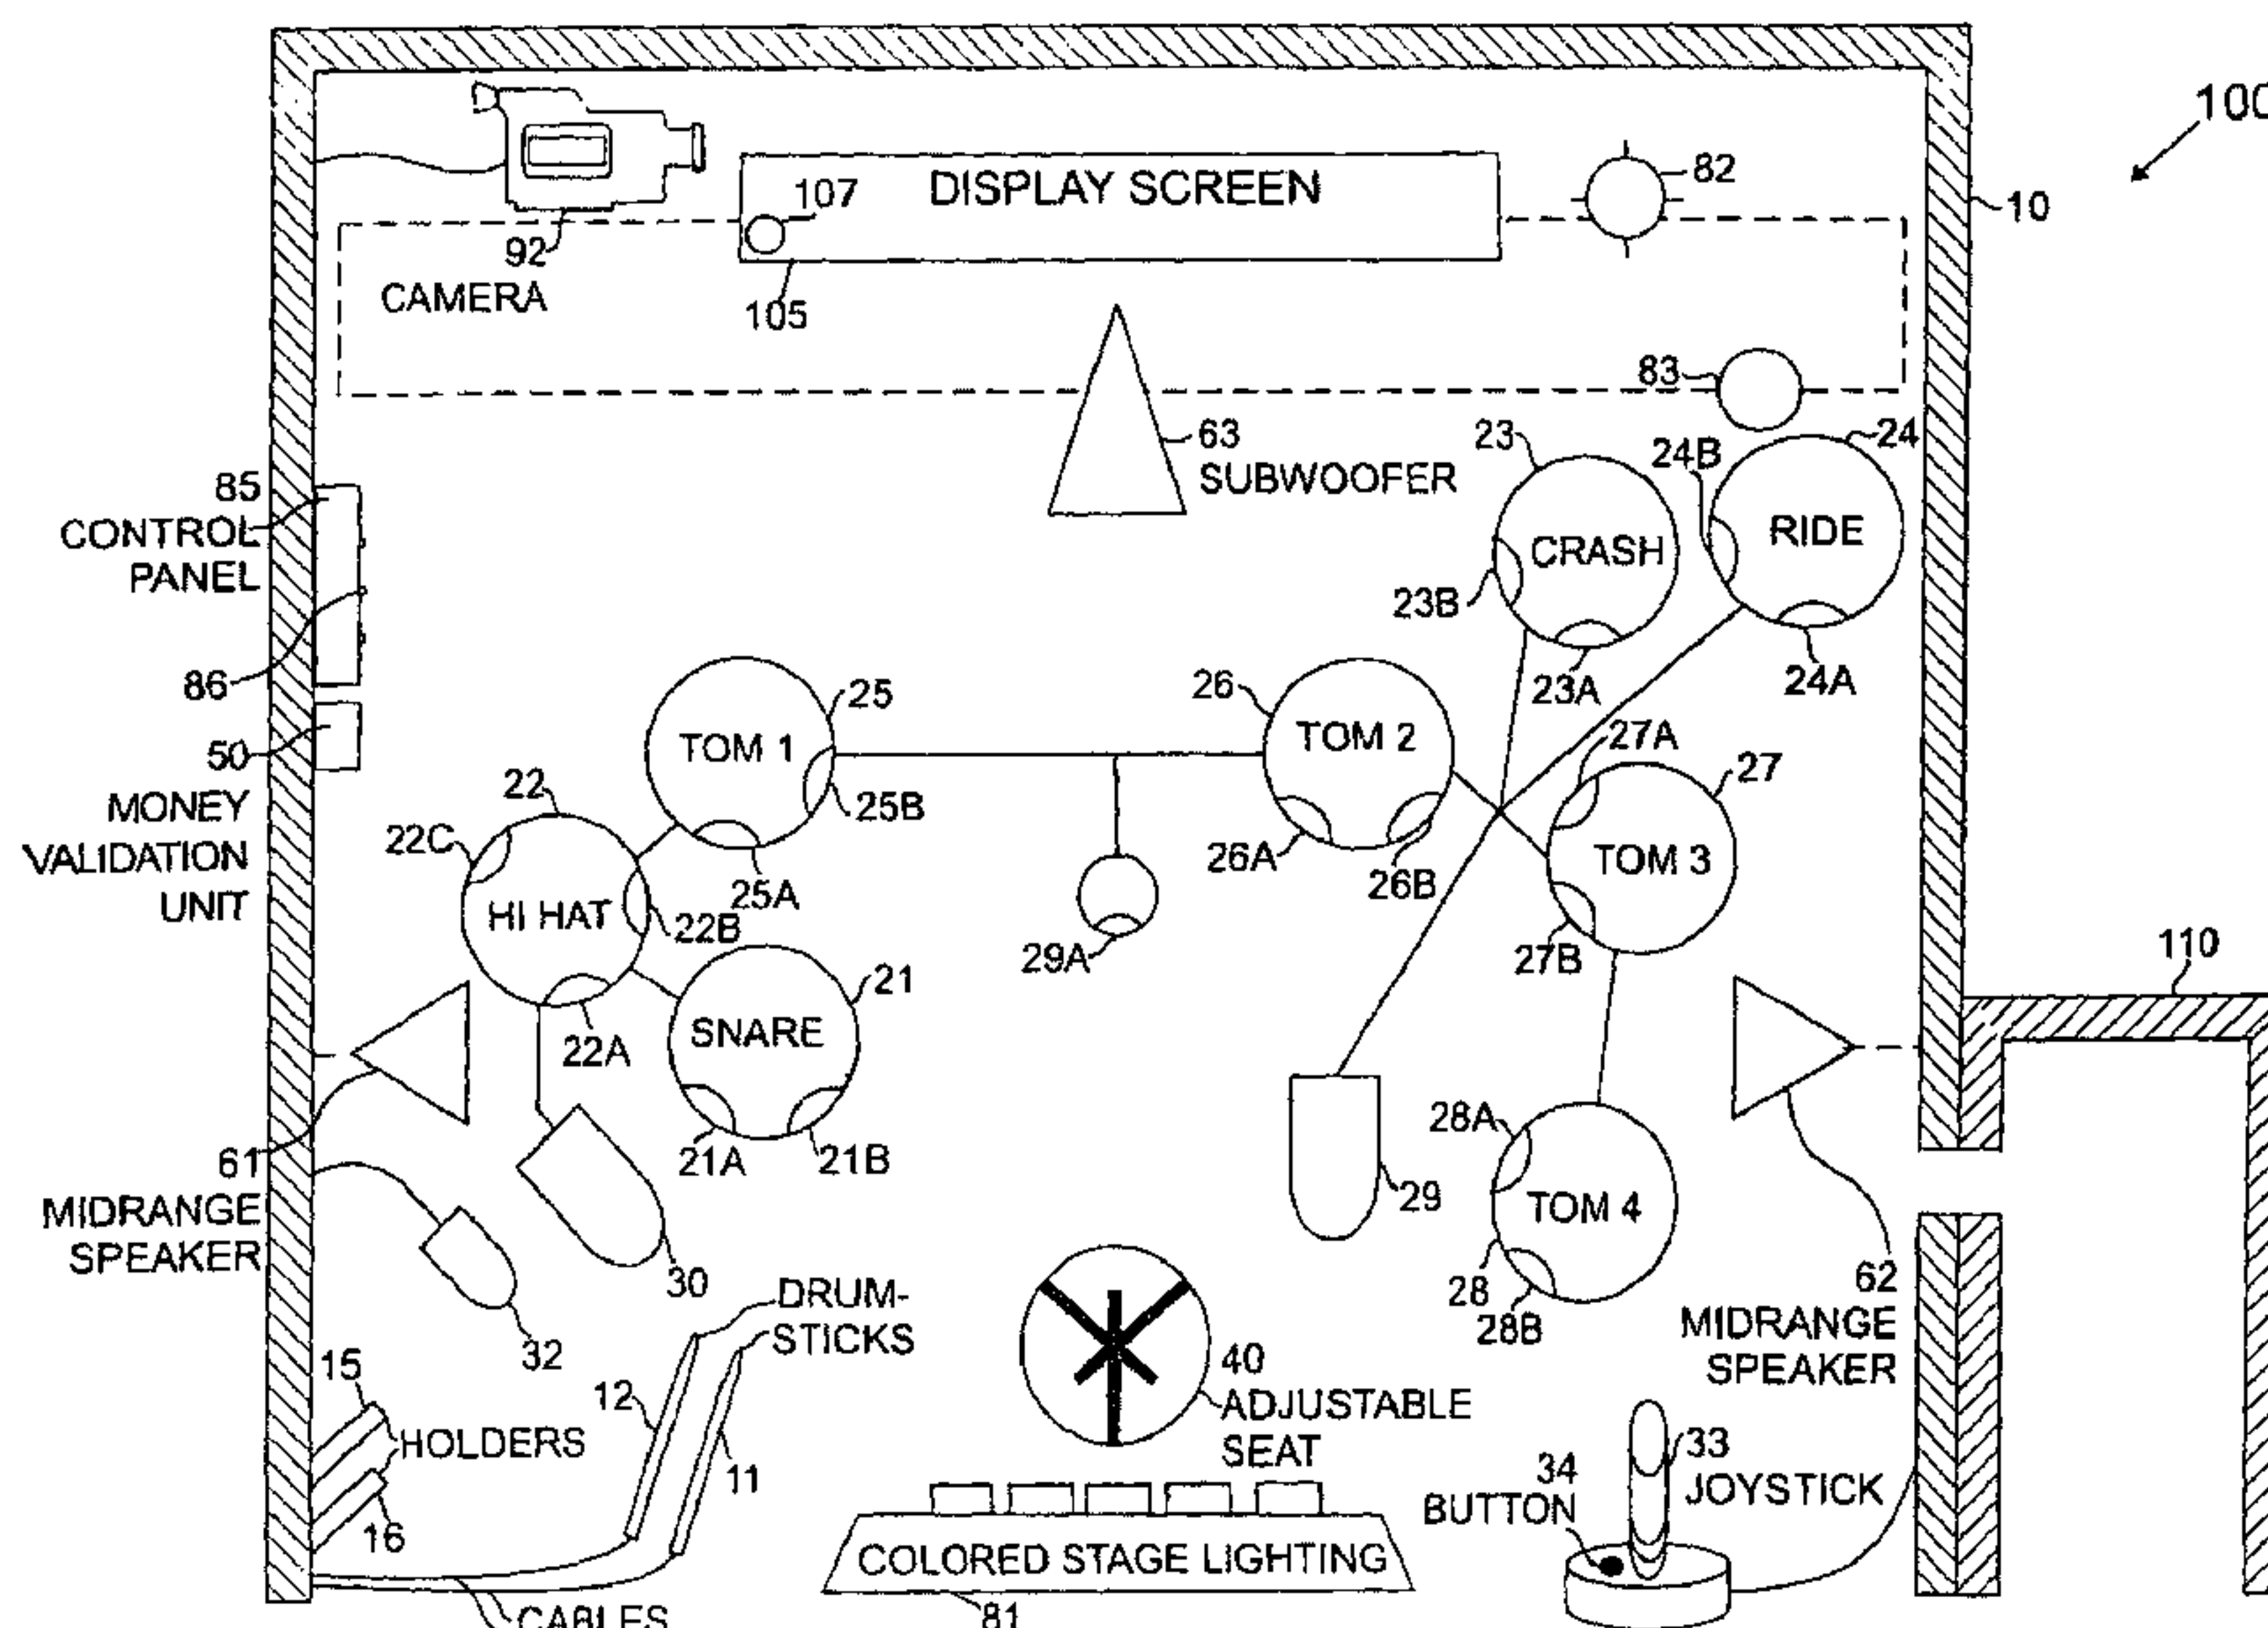 100
DISPLAY SCREEN
82
107
10
92
CAMERA
105
83
63
SUBWOOFER
23
24B
24
85
CONTROL
PANEL
CRASH
RIDE
23B
86
23A
24A
25
26
TOM 1
TOM 2
27A
50
27
22
MONEY
VALIDATION
UNIT
25B
22C
26A
26B
TOM 3
25A
HI HAT
22B
29A
27B
110
21
SNARE
22A
28A
61
21A
21B
MIDRANGE
SPEAKER
29
TOM 4
30
28
28B
62
MIDRANGE
SPEAKER
DRUM-
STICKS
32
15
12
40
ADJUSTABLE
SEAT
HOLDERS
11
33
JOYSTICK
34
BUTTON
16
COLORED STAGE LIGHTING
CABLES
81